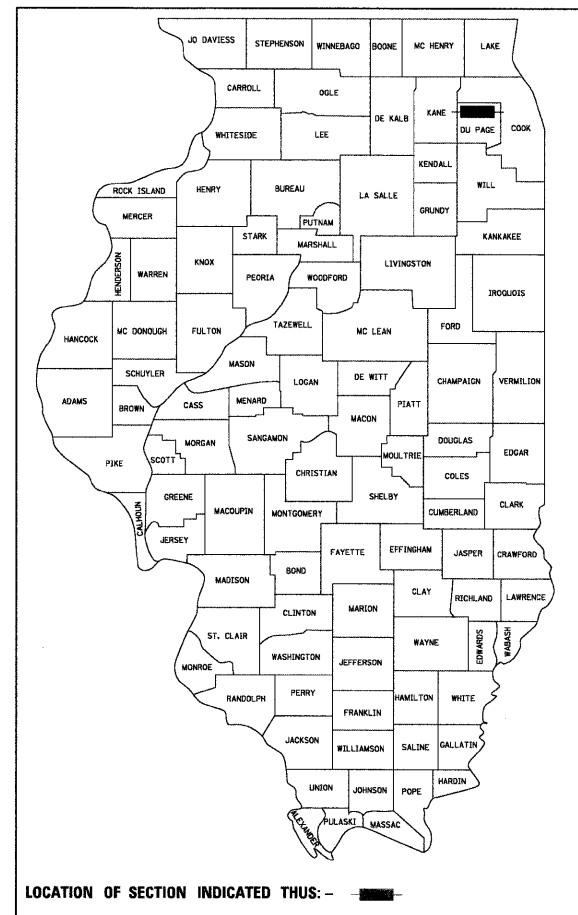 JO DAVIESS
STEPHENSON
WINNEBAGO
BOONE
MC HENRY
LAKE
CARROLL
OGLE
DE KALB
KANE
DU PAGE
COOK
WHITESIDE
LEE
KENDALL
WILL
ROCK ISLAND
HENRY
BUREAU
LA SALLE
GRUNDY
MERCER
PUTNAM
STARK
MARSHALL
KANKAKEE
HENDERSON
WARREN
KNOX
PEORIA
WOODFORD
LIVINGSTON
IROQUOIS
FULTON
TAZEWELL
MC LEAN
FORD
HANCOCK
MC DONOUGH
SCHUYLER
MASON
LOGAN
DE WITT
CHAMPAIGN
VERMILION
ADAMS
BROWN
CASS
MENARD
MACON
PIATT
PIKE
SCOTT
MORGAN
SANGAMON
CHRISTIAN
MOULTRIE
DOUGLAS
EDGAR
COLES
SHELBY
CALHOUN
GREENE
MACOUPIN
MONTGOMERY
CUMBERLAND
CLARK
JERSEY
FAYETTE
EFFINGHAM
JASPER
CRAWFORD
MADISON
BOND
CLAY
RICHLAND
LAWRENCE
CLINTON
MARION
ST. CLAIR
WAYNE
EDWARDS
WABASH
MONROE
WASHINGTON
JEFFERSON
RANDOLPH
PERRY
HAMILTON
WHITE
FRANKLIN
JACKSON
WILLIAMSON
SALINE
GALLATIN
UNION
JOHNSON
POPE
HARDIN
ALEXANDER
PULASKI
MASSAC
LOCATION OF SECTION INDICATED THUS: -